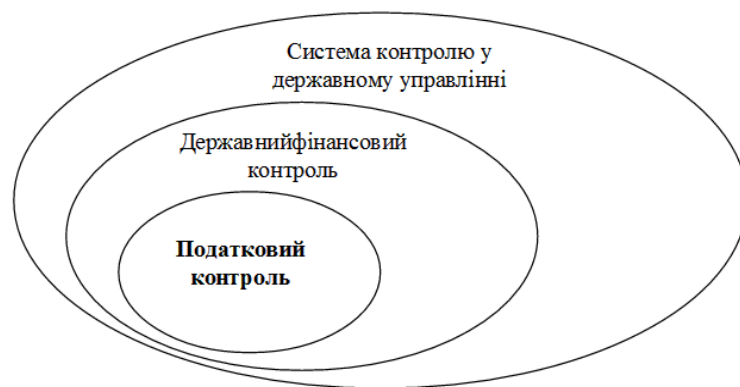 Система контролю у
державному управлінні
Державнийфінансовий
контроль
Податковий
контроль